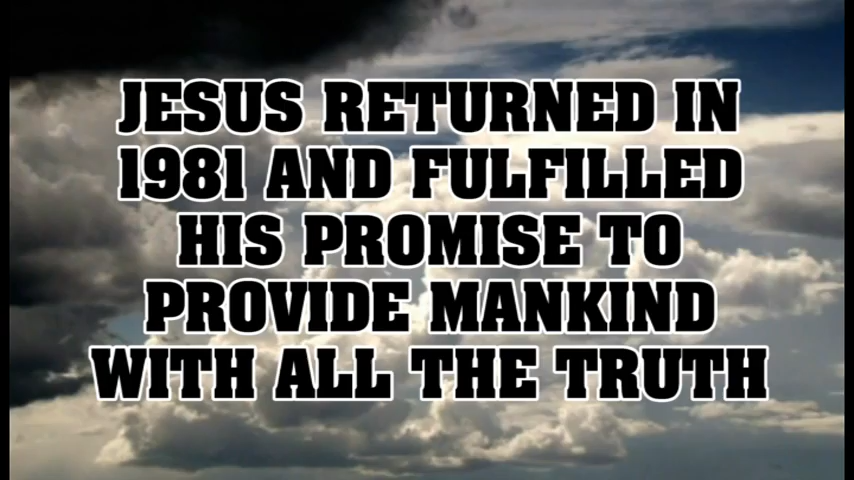 JESUS RETURNED IN
1981 AND FULFILLED
HIS PROMISE TO
PROVIDE MANKIND
WITH ALL THE TRUTH